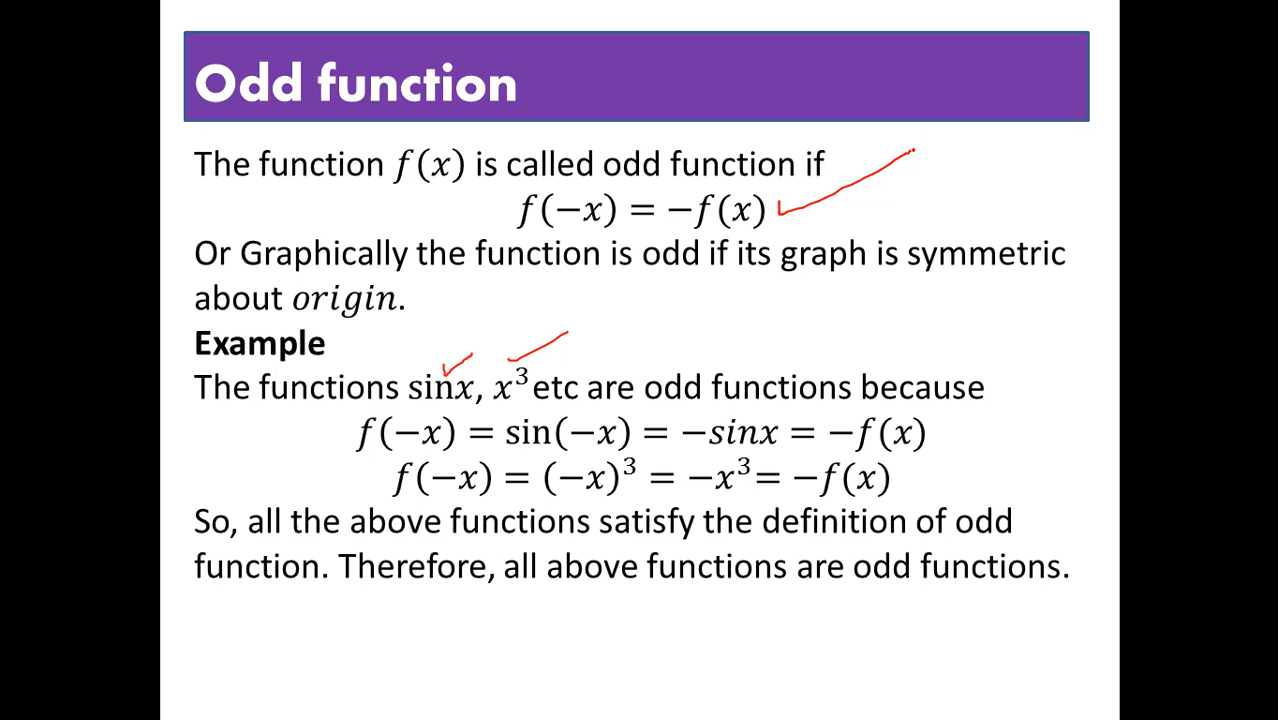 Odd function
The function f(x) is called odd function if
f(−x) = −f(x)
Or Graphically the function is odd if its graph is symmetric
about origin.
Example
The functions sinx, x³ etc are odd functions because
f(−x) = sin(−x) = −sinx = −f(x)
f(−x) = (−x)³ = −x³= −f(x)
So, all the above functions satisfy the definition of odd
function. Therefore, all above functions are odd functions.